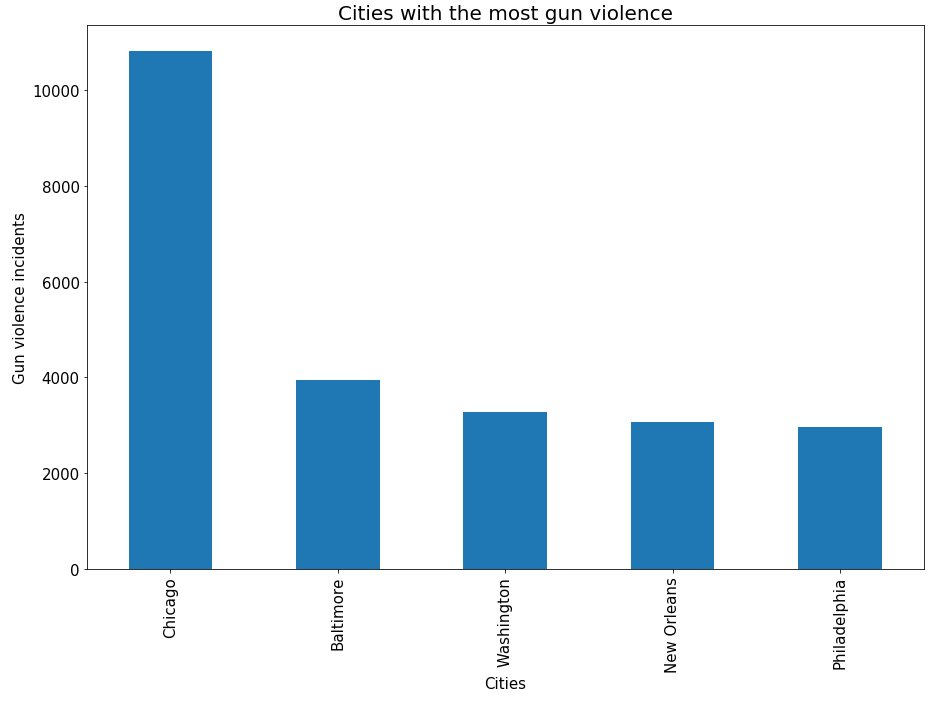 Cities with the most gun violence
Gun violence incidents
10000
8000
6000
4000
2000
0
Chicago
Baltimore
Washington
New Orleans
Philadelphia
Cities